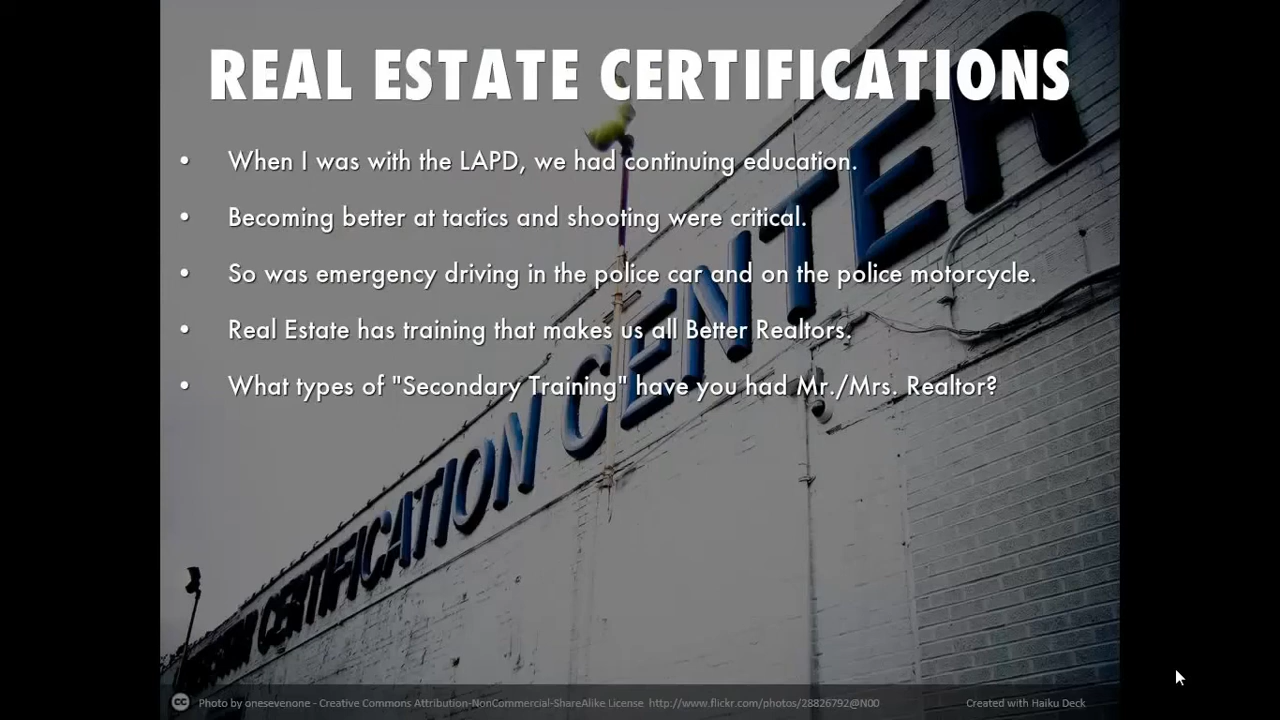 REAL ESTATE CERTIFICATIONS
• When I was with the LAPD, we had continuing education.
• Becoming better at tactics and shooting were critical.
• So was emergency driving in the police car and on the police motorcycle.
• Real Estate has training that makes us all Better Realtors.
• What types of "Secondary Training" have you had Mr./Mrs. Realtor?
CERTIFICATION CENTER
Photo by onesevenone - Creative Commons Attribution-NonCommercial-ShareAlike License http://www.flickr.com/photos/28826792@N00
Created with Haiku Deck